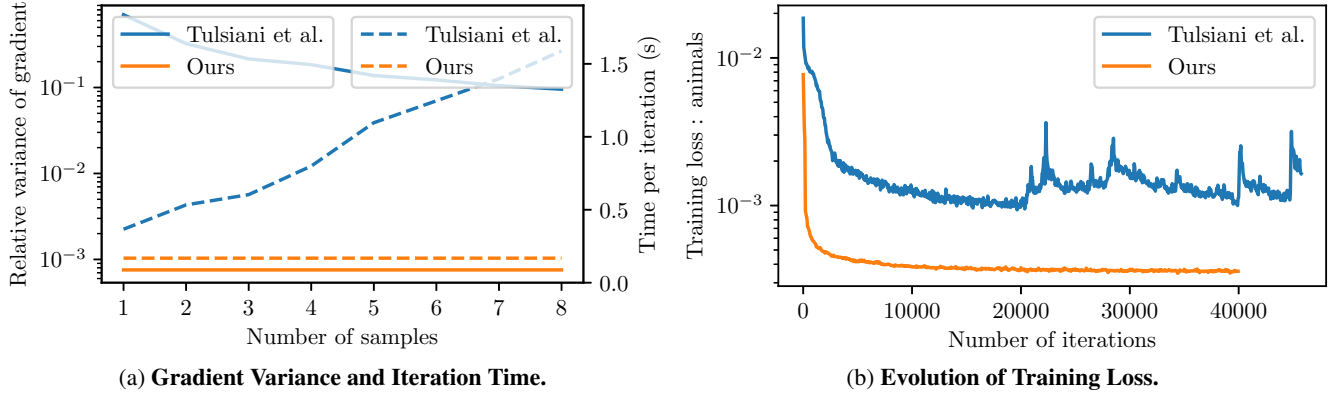 Relative variance of gradient
10⁻¹
10⁻²
10⁻³
Tulsiani et al.
Ours
Tulsiani et al.
Ours
1.5
1.0
0.5
0.0
Time per iteration (s)
1 2 3 4 5 6 7 8
Number of samples
(a) Gradient Variance and Iteration Time.
Training loss : animals
10⁻²
10⁻³
Tulsiani et al.
Ours
0 10000 20000 30000 40000
Number of iterations
(b) Evolution of Training Loss.